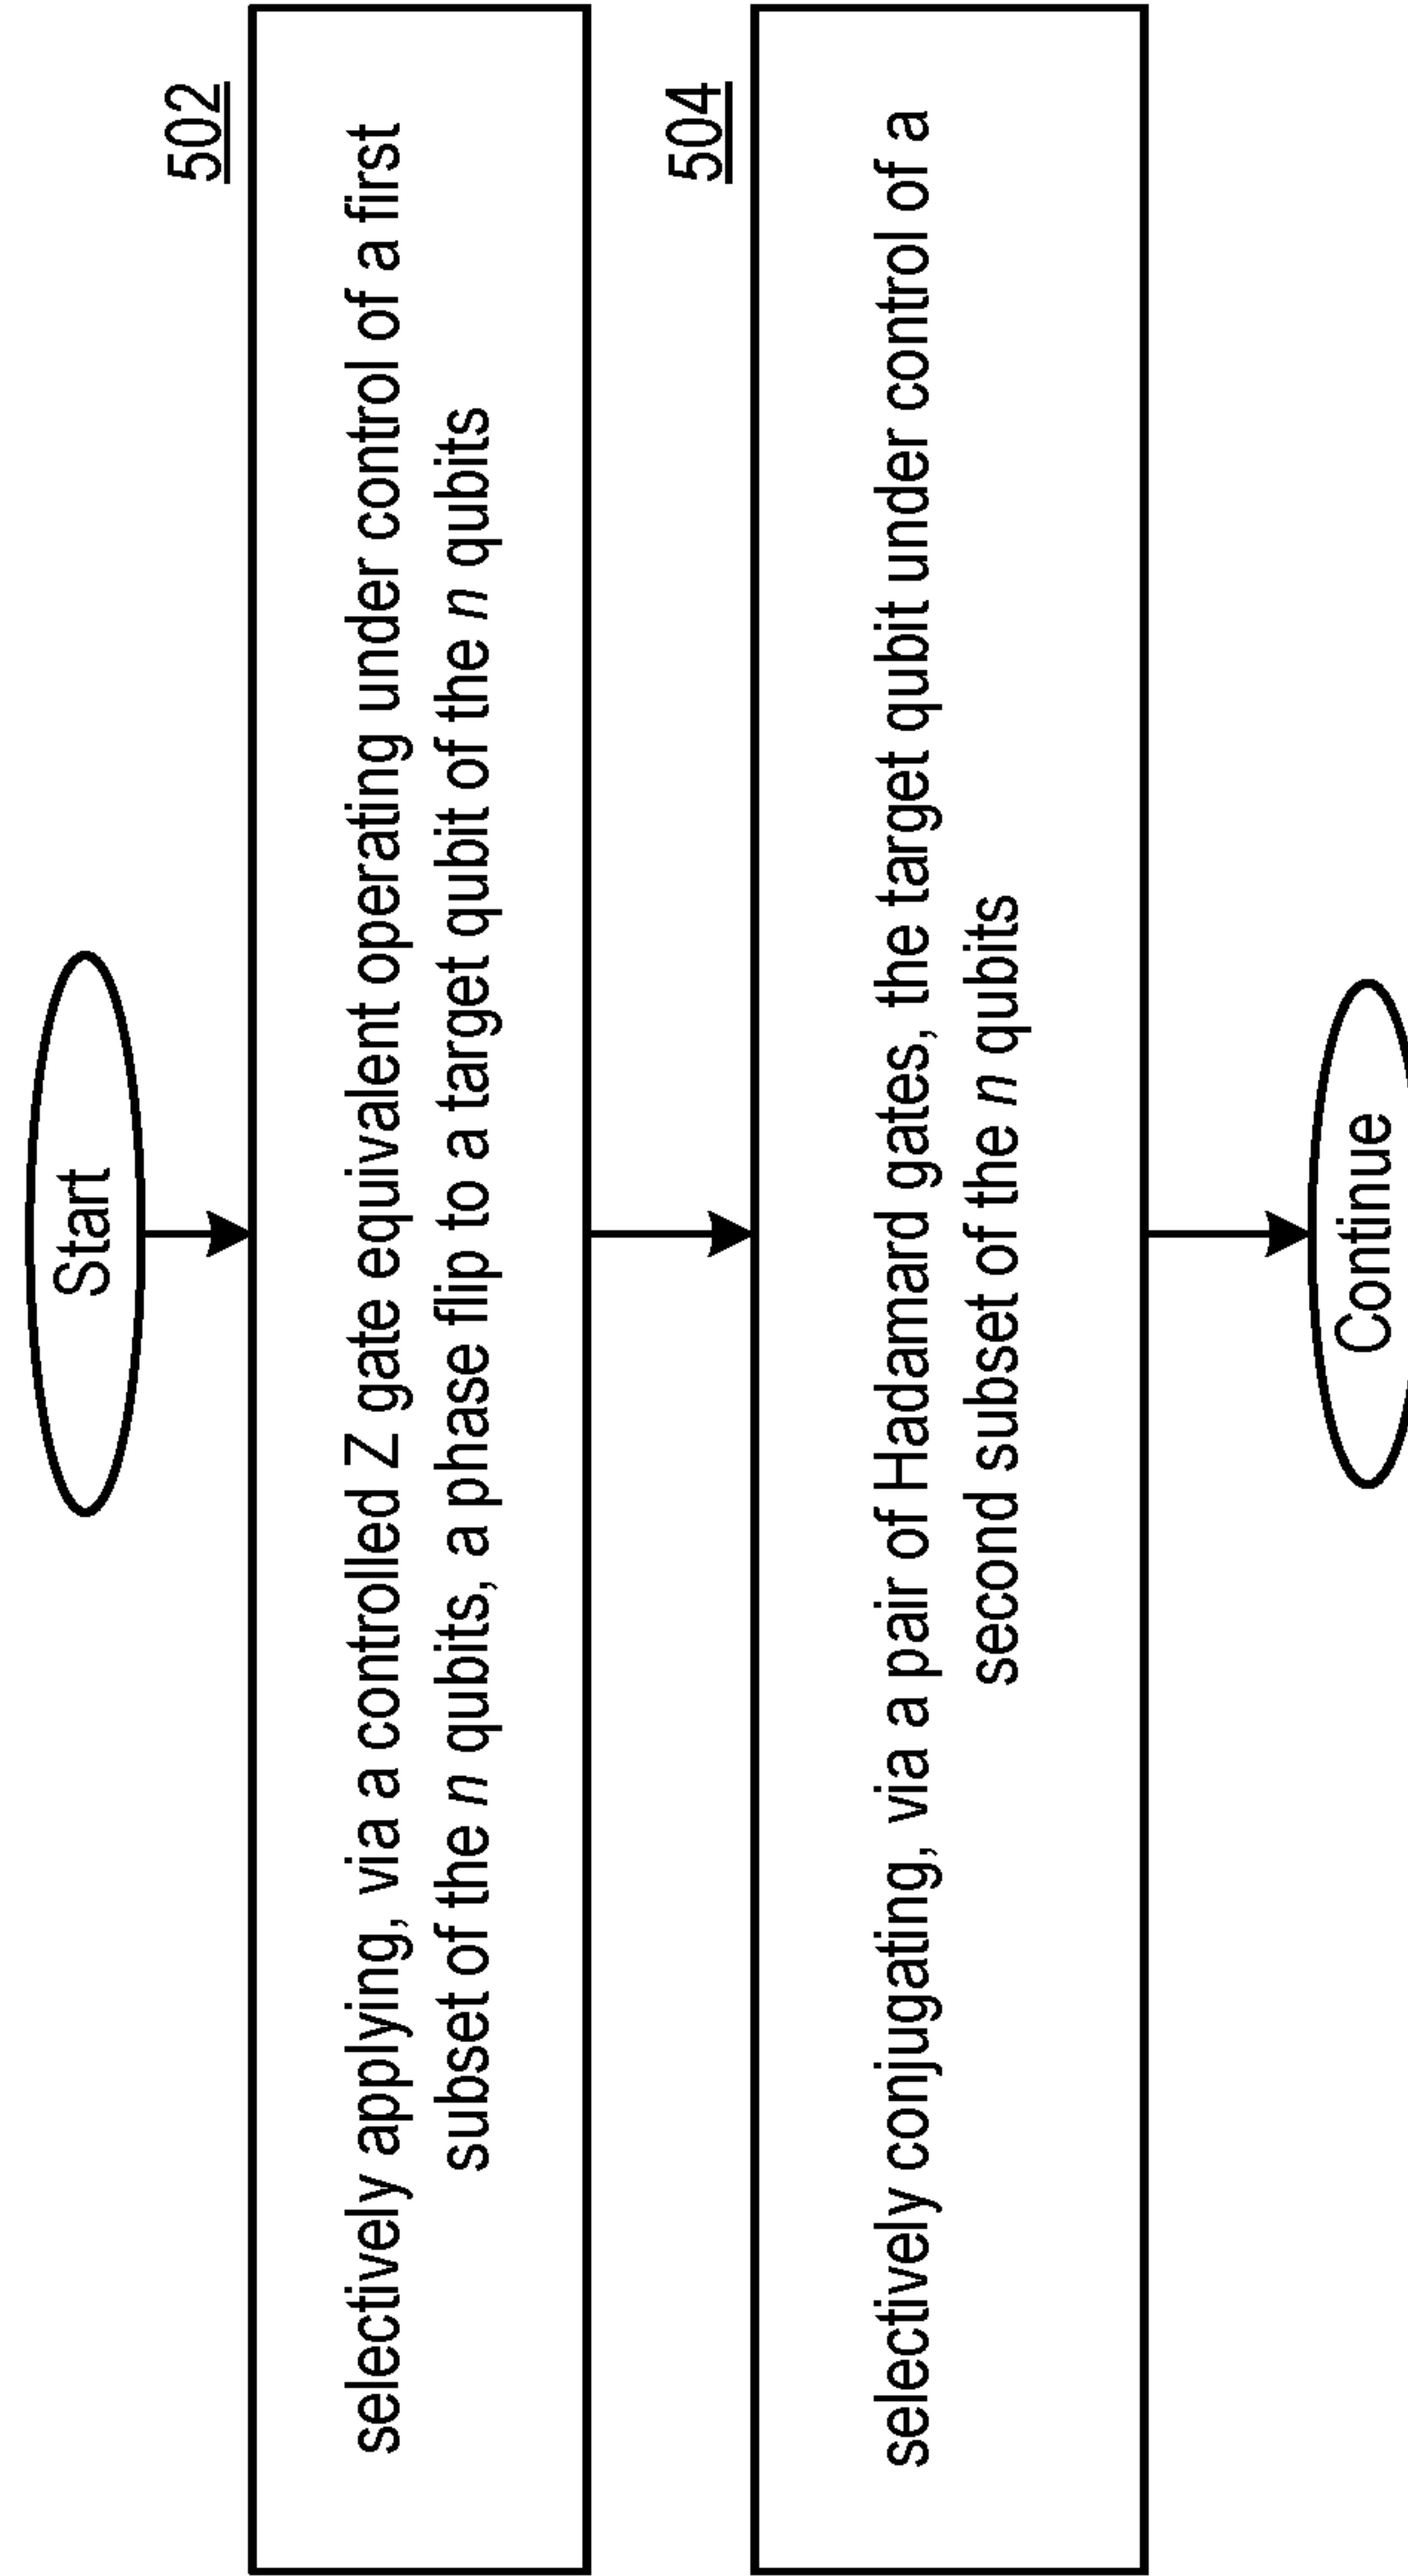 Start
502
selectively applying, via a controlled Z gate equivalent operating under control of a first
subset of the n qubits, a phase flip to a target qubit of the n qubits
504
selectively conjugating, via a pair of Hadamard gates, the target qubit under control of a
second subset of the n qubits
Continue